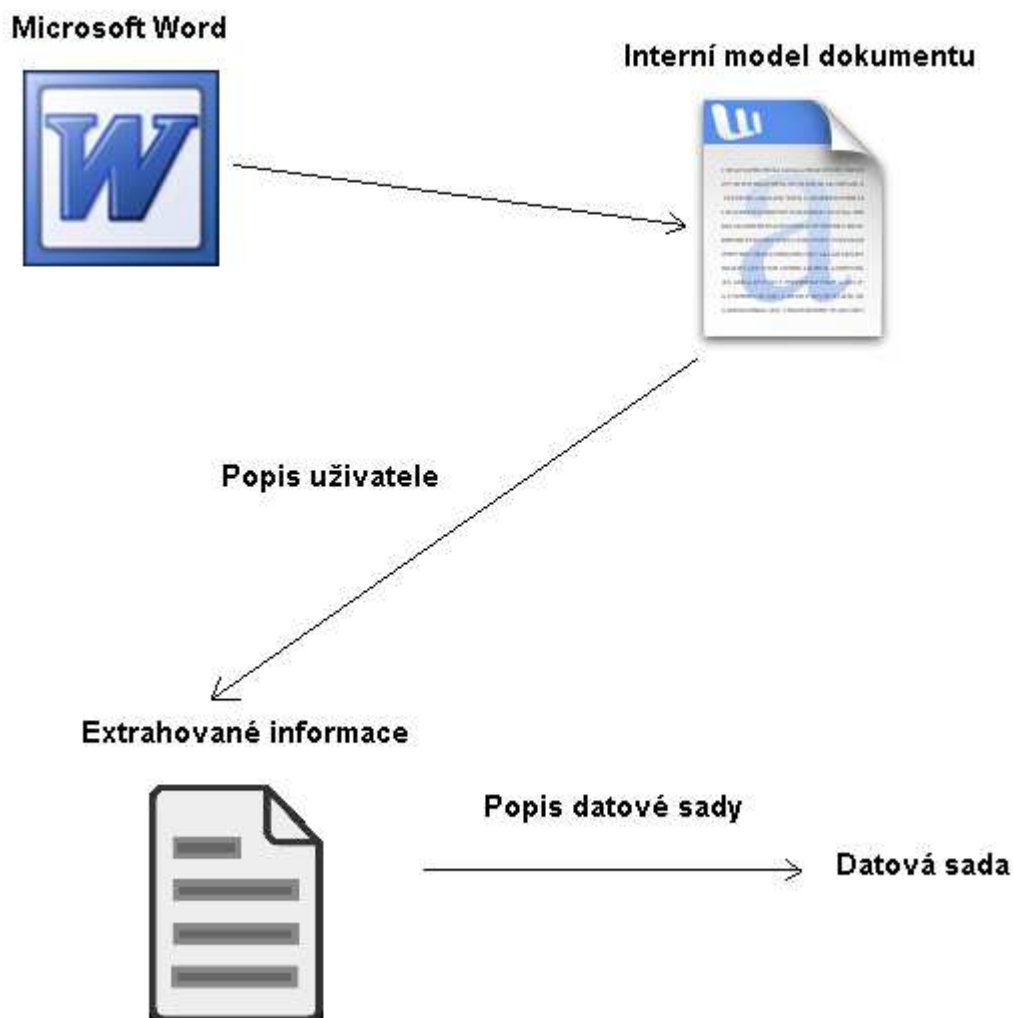 Microsoft Word
Interní model dokumentu
W
a
Popis uživatele
Extrahované informace
Popis datové sady
Datová sada